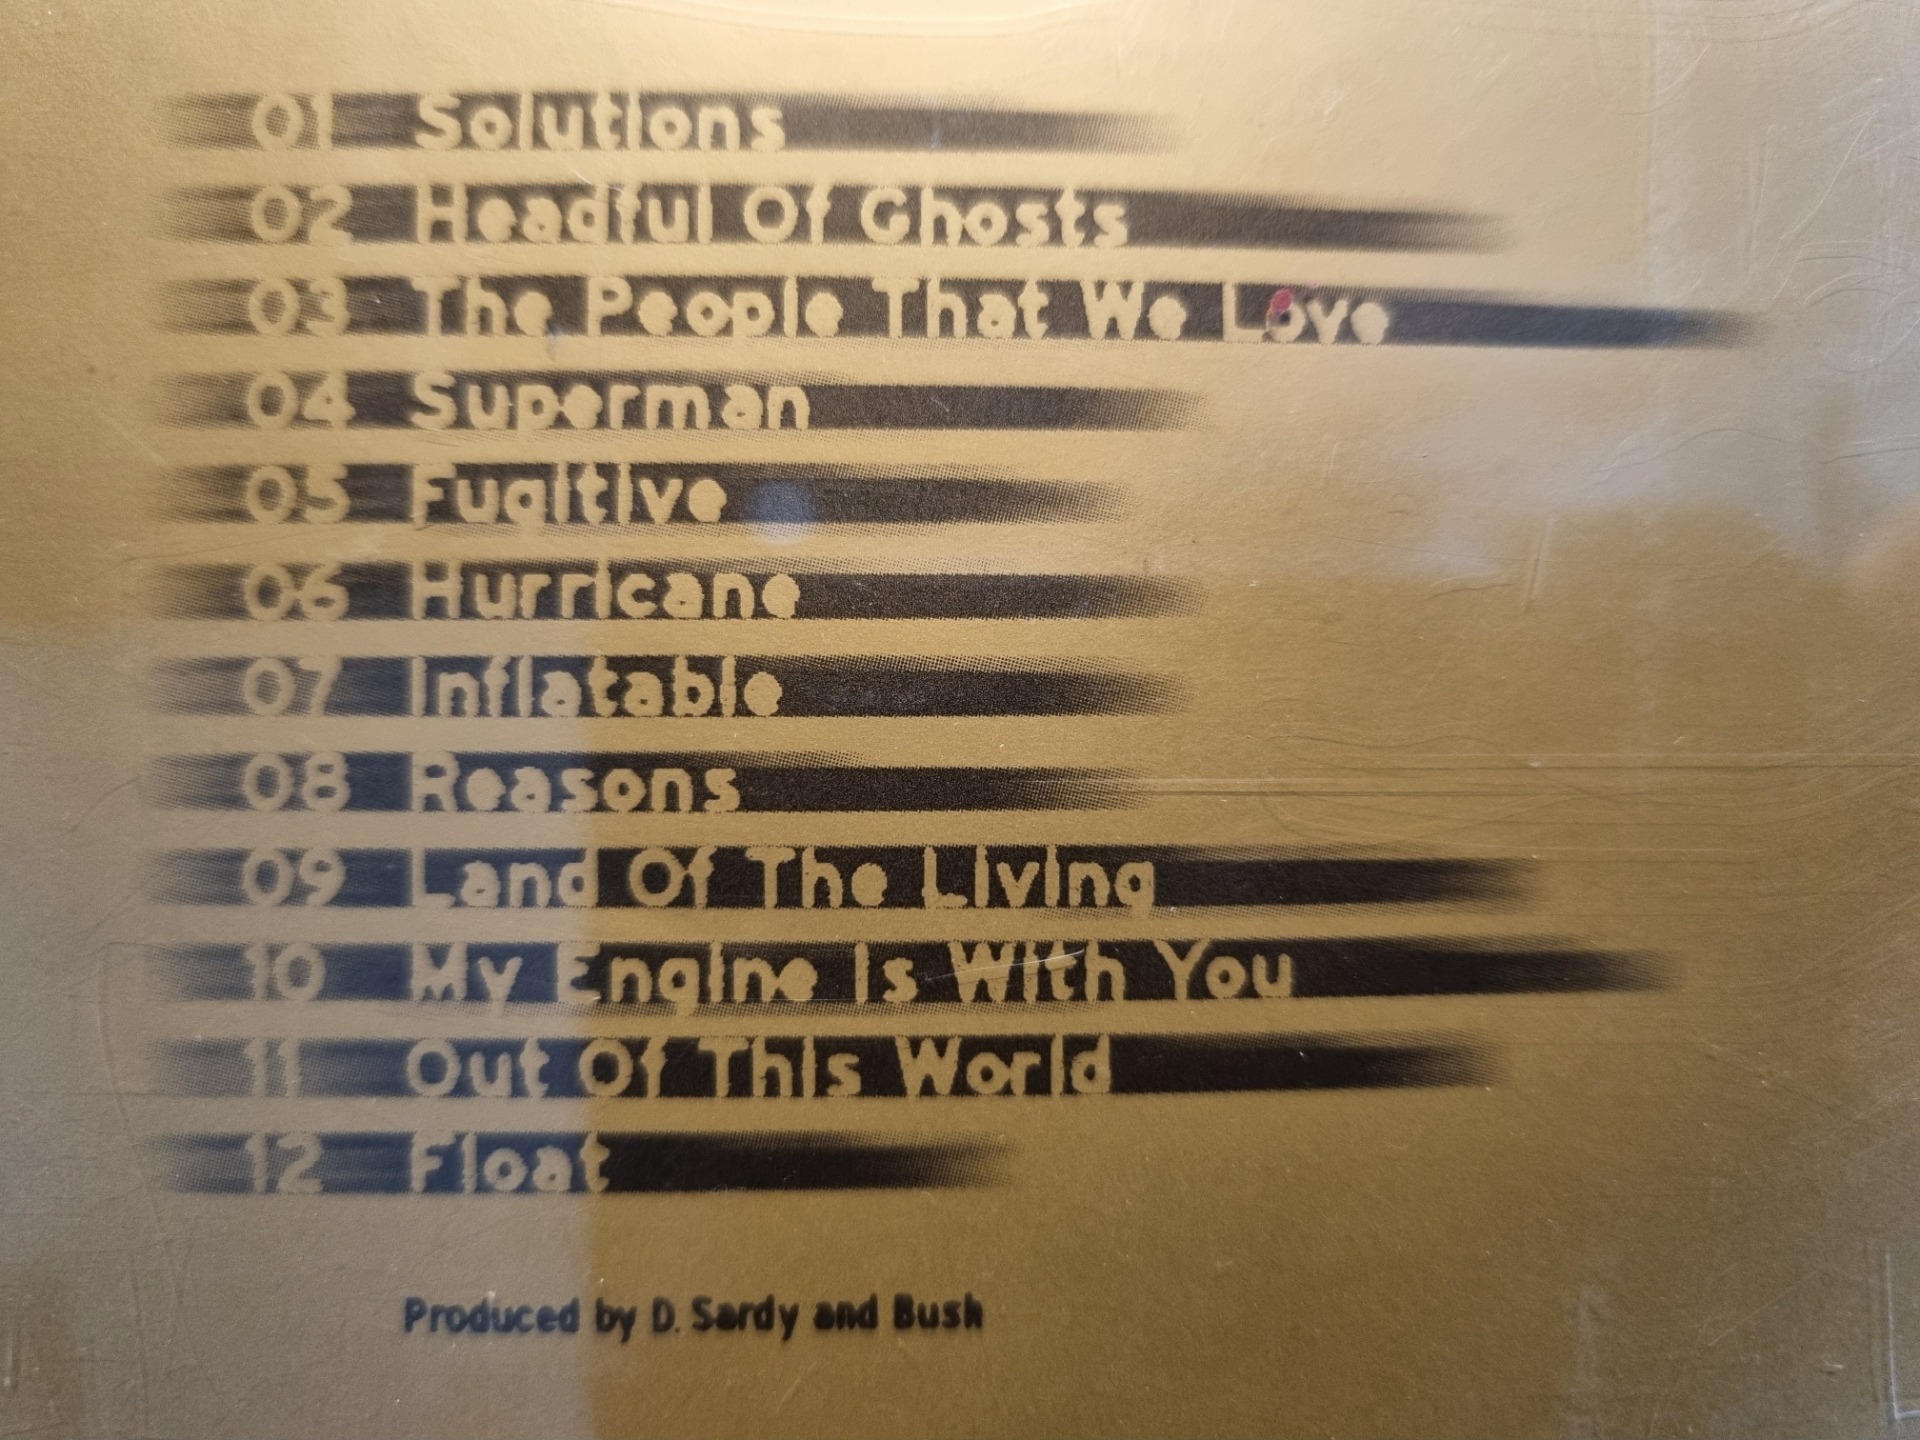 01 Solutions
02 Headful Of Ghosts
03 The People That We Love
04 Superman
05 Fugitive
06 Hurricane
07 Inflatable
08 Reasons
09 Land Of The Living
10 My Engine Is With You
11 Out Of This World
12 Float
Produced by D. Sardy and Bush